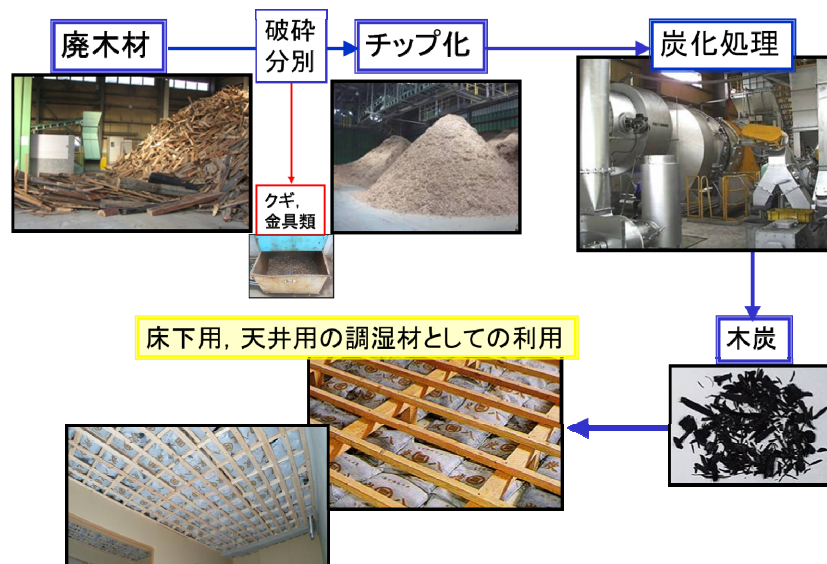 廃木材
破砕
分別
チップ化
炭化処理
クギ,
金具類
木炭
床下用, 天井用の調湿材としての利用
炭